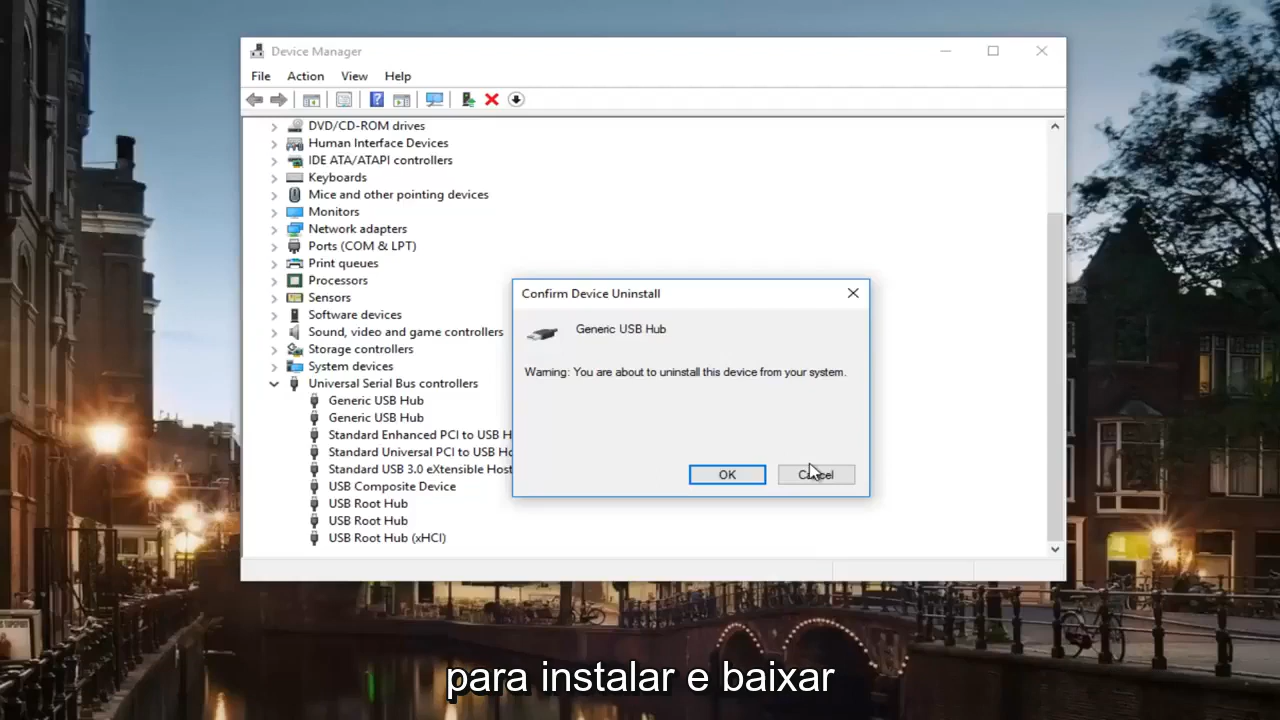 Device Manager
File Action View Help
DVD/CD-ROM drives
Human Interface Devices
IDE ATA/ATAPI controllers
Keyboards
Mice and other pointing devices
Monitors
Network adapters
Ports (COM & LPT)
Print queues
Processors
Sensors
Software devices
Sound, video and game controllers
Storage controllers
System devices
Universal Serial Bus controllers
Generic USB Hub
Generic USB Hub
Standard Enhanced PCI to USB H
Standard Universal PCI to USB Ho
Standard USB 3.0 eXtensible Host
USB Composite Device
USB Root Hub
USB Root Hub
USB Root Hub (xHCI)
Confirm Device Uninstall
Generic USB Hub
Warning: You are about to uninstall this device from your system.
OK Cancel
para instalar e baixar